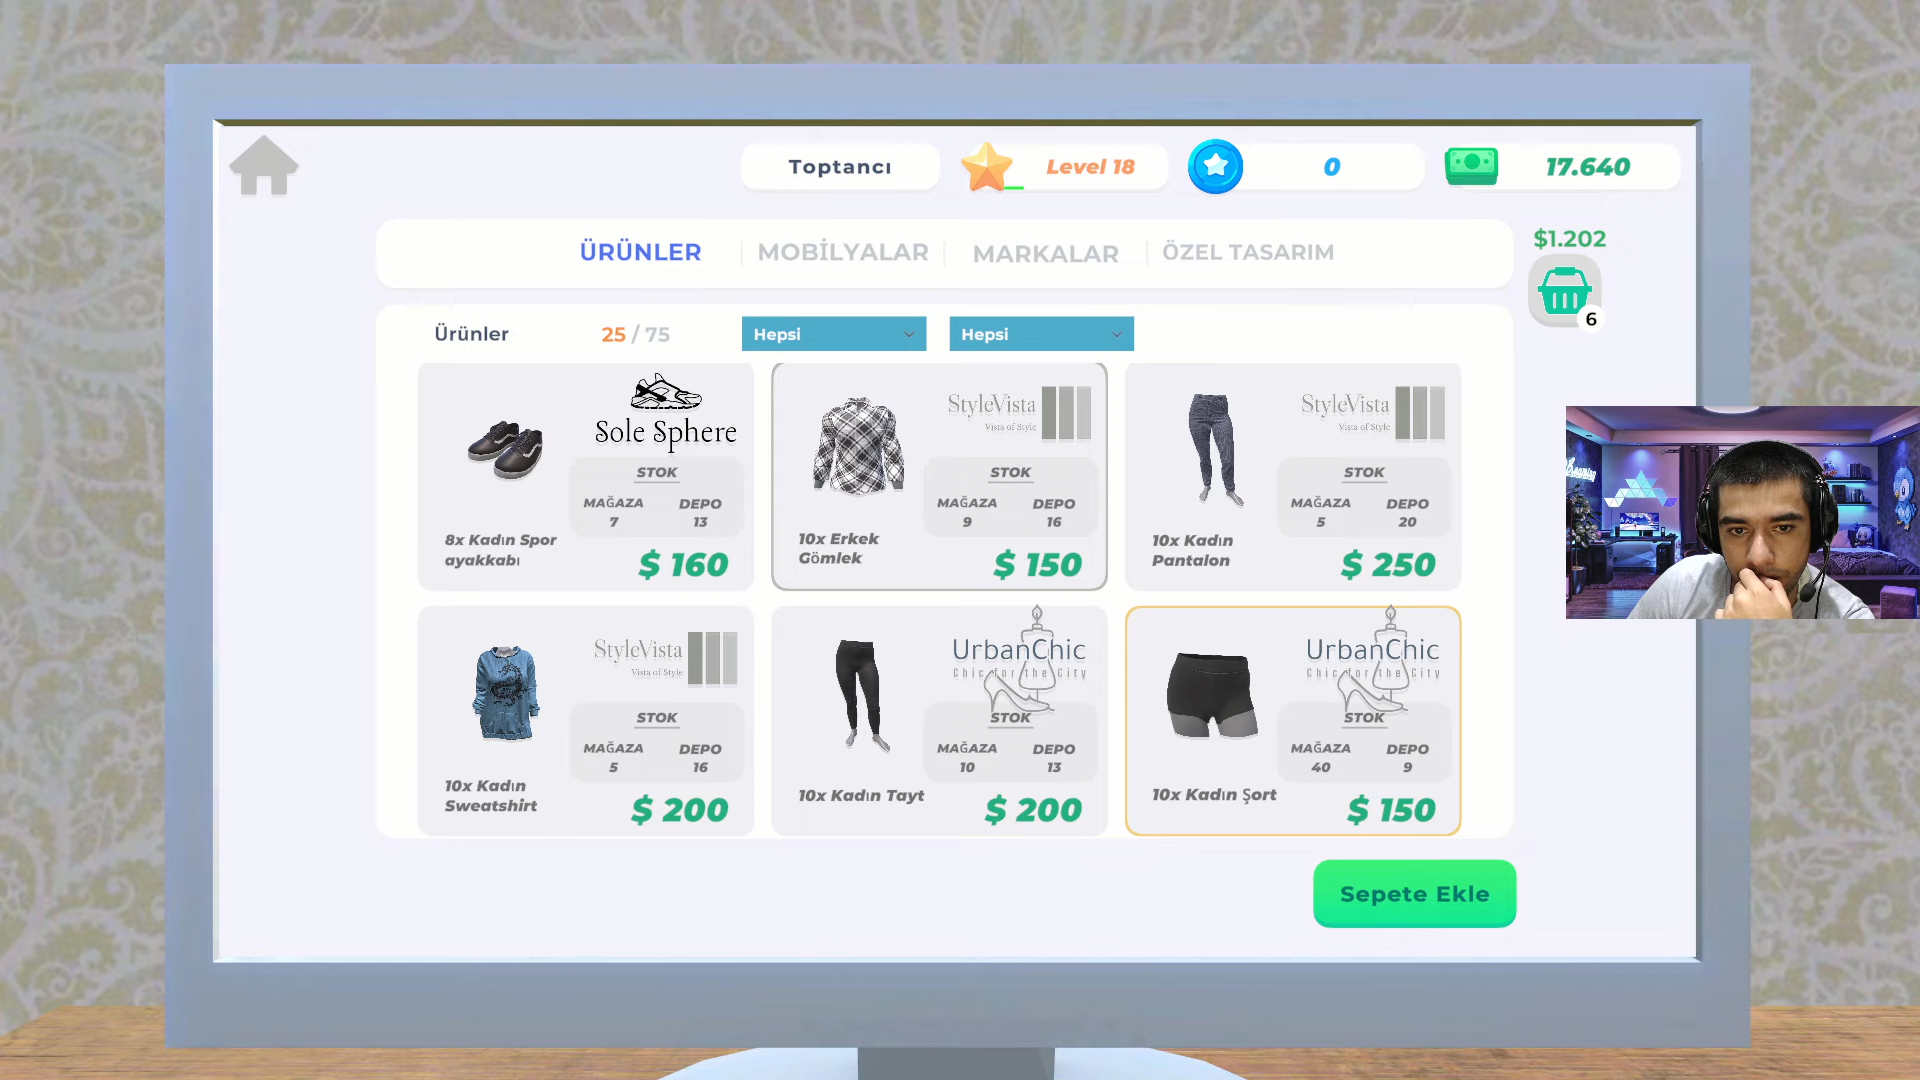 Toptancı
Level 18
0
17.640
ÜRÜNLER
MOBİLYALAR
MARKALAR
ÖZEL TASARIM
$1.202
6
Ürünler
25 / 75
Hepsi
Hepsi
Sole Sphere
STOK
MAĞAZA DEPO
7 13
8x Kadın Spor
ayakkabı
$ 160
StyleVista
Vista of Style
STOK
MAĞAZA DEPO
9 16
10x Erkek
Gömlek
$ 150
StyleVista
Vista of Style
STOK
MAĞAZA DEPO
5 20
10x Kadın
Pantalon
$ 250
StyleVista
Vista of Style
STOK
MAĞAZA DEPO
5 16
10x Kadın
Sweatshirt
$ 200
UrbanChic
Chic for the City
STOK
MAĞAZA DEPO
10 13
10x Kadın Tayt
$ 200
UrbanChic
Chic for the City
STOK
MAĞAZA DEPO
40 9
10x Kadın Şort
$ 150
Sepete Ekle